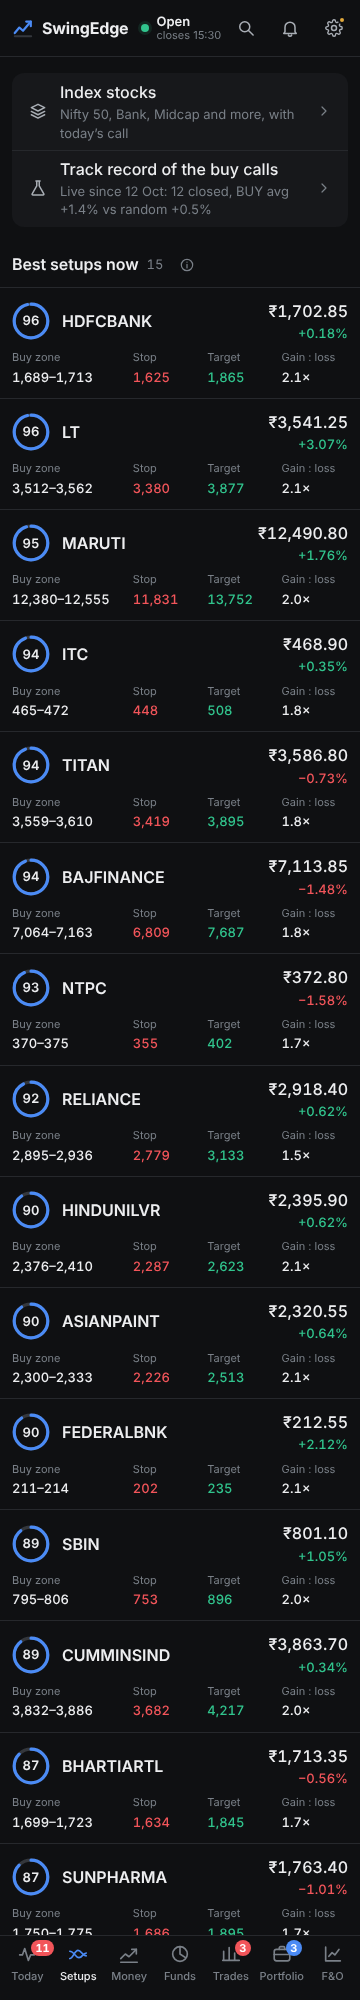 SwingEdge
Open
closes 15:30
Index stocks
Nifty 50, Bank, Midcap and more, with
today's call
Track record of the buy calls
Live since 12 Oct: 12 closed, BUY avg
+1.4% vs random +0.5%
Best setups now 15
96 HDFCBANK ₹1,702.85
+0.18%
Buy zone Stop Target Gain : loss
1,689–1,713 1,625 1,865 2.1×
96 LT ₹3,541.25
+3.07%
Buy zone Stop Target Gain : loss
3,512–3,562 3,380 3,877 2.1×
95 MARUTI ₹12,490.80
+1.76%
Buy zone Stop Target Gain : loss
12,380–12,555 11,831 13,752 2.0×
94 ITC ₹468.90
+0.35%
Buy zone Stop Target Gain : loss
465–472 448 508 1.8×
94 TITAN ₹3,586.80
−0.73%
Buy zone Stop Target Gain : loss
3,559–3,610 3,419 3,895 1.8×
94 BAJFINANCE ₹7,113.85
−1.48%
Buy zone Stop Target Gain : loss
7,064–7,163 6,809 7,687 1.8×
93 NTPC ₹372.80
−1.58%
Buy zone Stop Target Gain : loss
370–375 355 402 1.7×
92 RELIANCE ₹2,918.40
+0.62%
Buy zone Stop Target Gain : loss
2,895–2,936 2,779 3,133 1.5×
90 HINDUNILVR ₹2,395.90
+0.62%
Buy zone Stop Target Gain : loss
2,376–2,410 2,287 2,623 2.1×
90 ASIANPAINT ₹2,320.55
+0.64%
Buy zone Stop Target Gain : loss
2,300–2,333 2,226 2,513 2.1×
90 FEDERALBNK ₹212.55
+2.12%
Buy zone Stop Target Gain : loss
211–214 202 235 2.1×
89 SBIN ₹801.10
+1.05%
Buy zone Stop Target Gain : loss
795–806 753 896 2.0×
89 CUMMINSIND ₹3,863.70
+0.34%
Buy zone Stop Target Gain : loss
3,832–3,886 3,682 4,217 2.0×
87 BHARTIARTL ₹1,713.35
−0.56%
Buy zone Stop Target Gain : loss
1,699–1,723 1,634 1,845 1.7×
87 SUNPHARMA ₹1,763.40
−1.01%
Buy zone Stop Target Gain : loss
1,750–1,775 1,686 1,895 1.7×
11 3 3
Today Setups Money Funds Trades Portfolio F&O